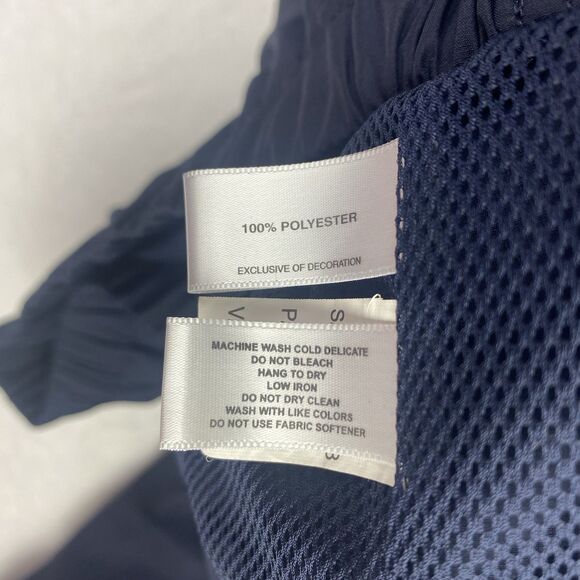 100% POLYESTER
EXCLUSIVE OF DECORATION
S
P
V
MACHINE WASH COLD DELICATE
DO NOT BLEACH
HANG TO DRY
LOW IRON
DO NOT DRY CLEAN
WASH WITH LIKE COLORS
DO NOT USE FABRIC SOFTENER